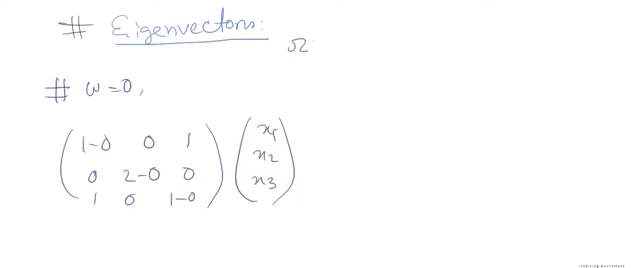 # Eigenvectors:
Ω
# ω = 0,
(1-0 0 1) (x1)
(0 2-0 0) (x2)
(1 0 1-0) (x3)